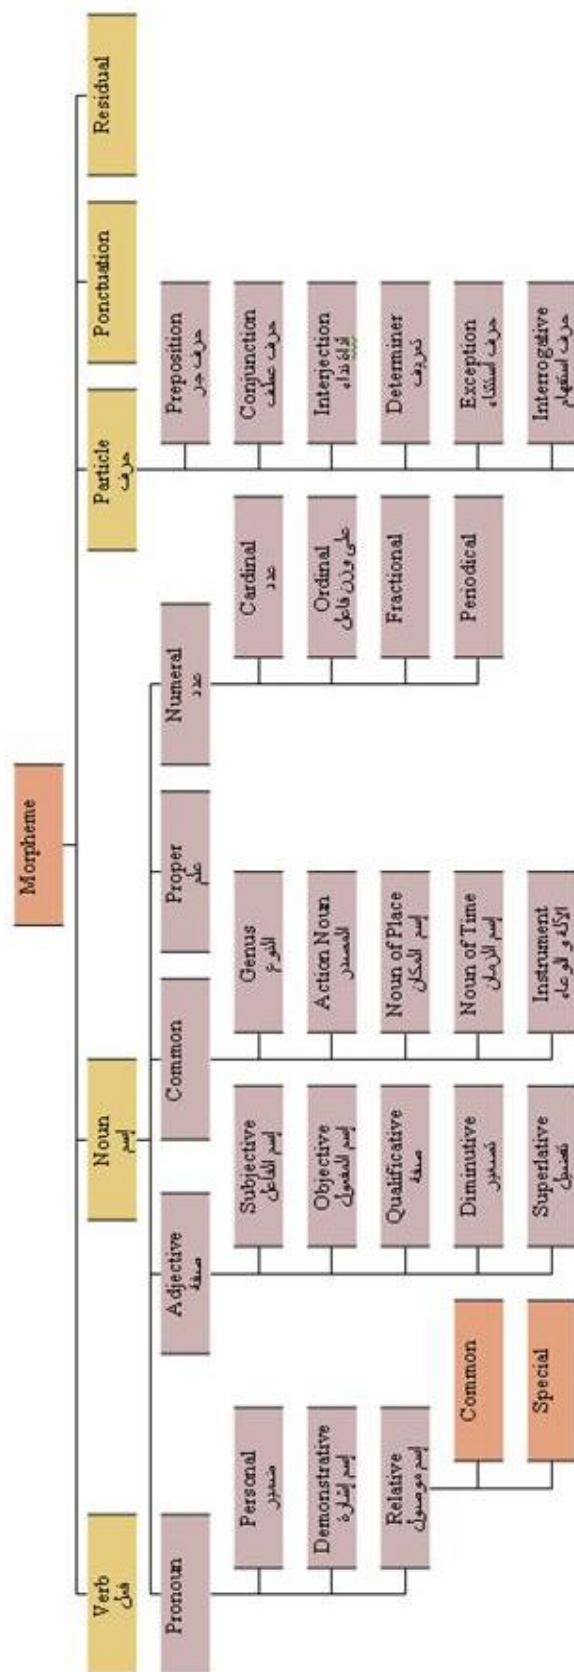 Morpheme
Verb
فعل
Noun
إسم
Particle
حرف
Ponctuation
Residual
Pronoun
Adjective
صفة
Common
Proper
علم
Numeral
عدد
Preposition
حرف جر
Personal
ضمير
Subjective
إسم الفاعل
Genus
النوع
Cardinal
عدد
Conjunction
حرف عطف
Demonstrative
إسم إشارة
Objective
إسم المفعول
Action Noun
المصدر
Ordinal
على وزن فاعل
Interjection
نداء
Relative
إسم موصول
Qualificative
صفة
Noun of Place
إسم المكان
Fractional
Determiner
تعريف
Common
Diminutive
تصغير
Noun of Time
إسم الزمان
Periodical
Exception
حرف استثناء
Special
Superlative
تفضيل
Instrument
الآلة و الوعاء
Interrogative
حرف استفهام